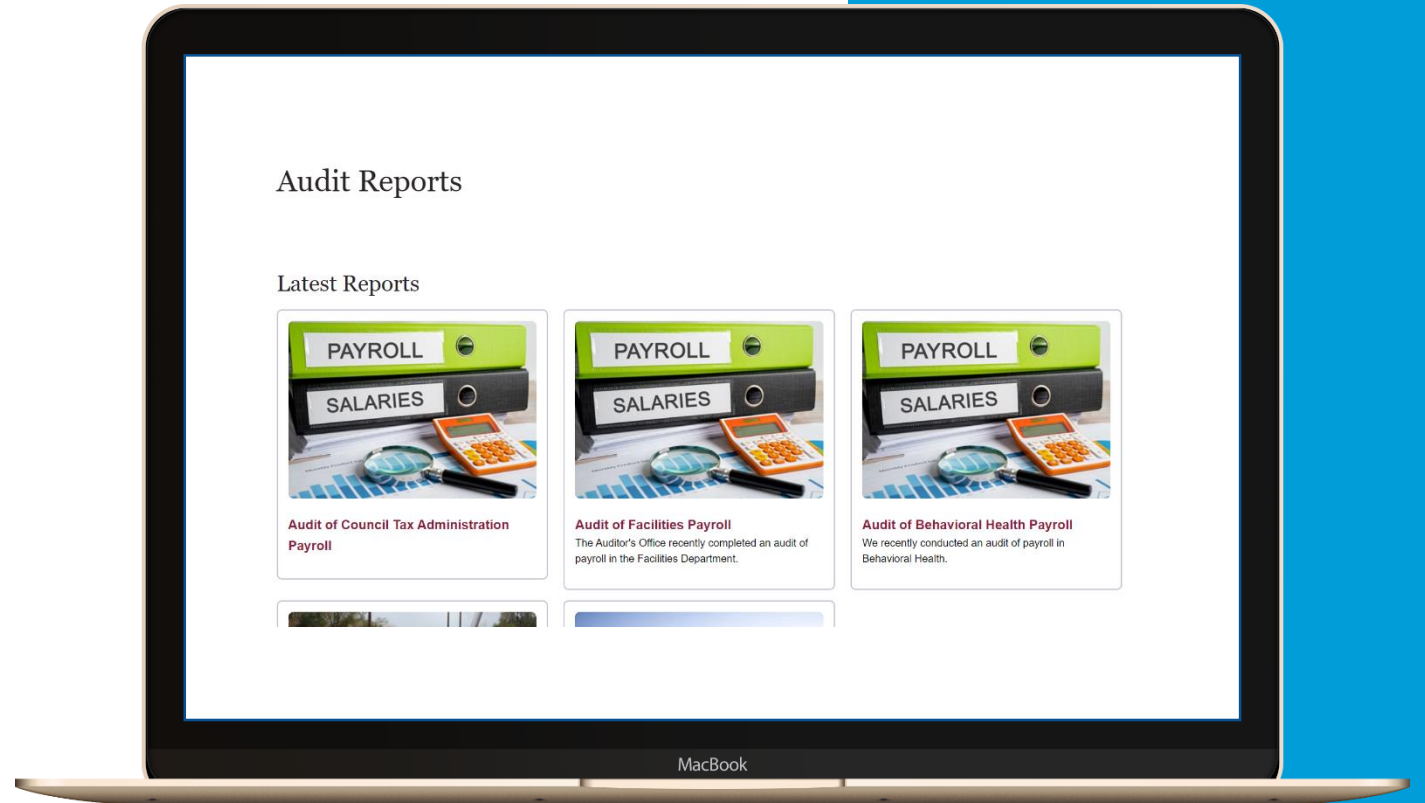 Audit Reports
Latest Reports
PAYROLL
SALARIES
PAYROLL
SALARIES
PAYROLL
SALARIES
Audit of Council Tax Administration
Payroll
Audit of Facilities Payroll
The Auditor's Office recently completed an audit of
payroll in the Facilities Department.
Audit of Behavioral Health Payroll
We recently conducted an audit of payroll in
Behavioral Health.
MacBook